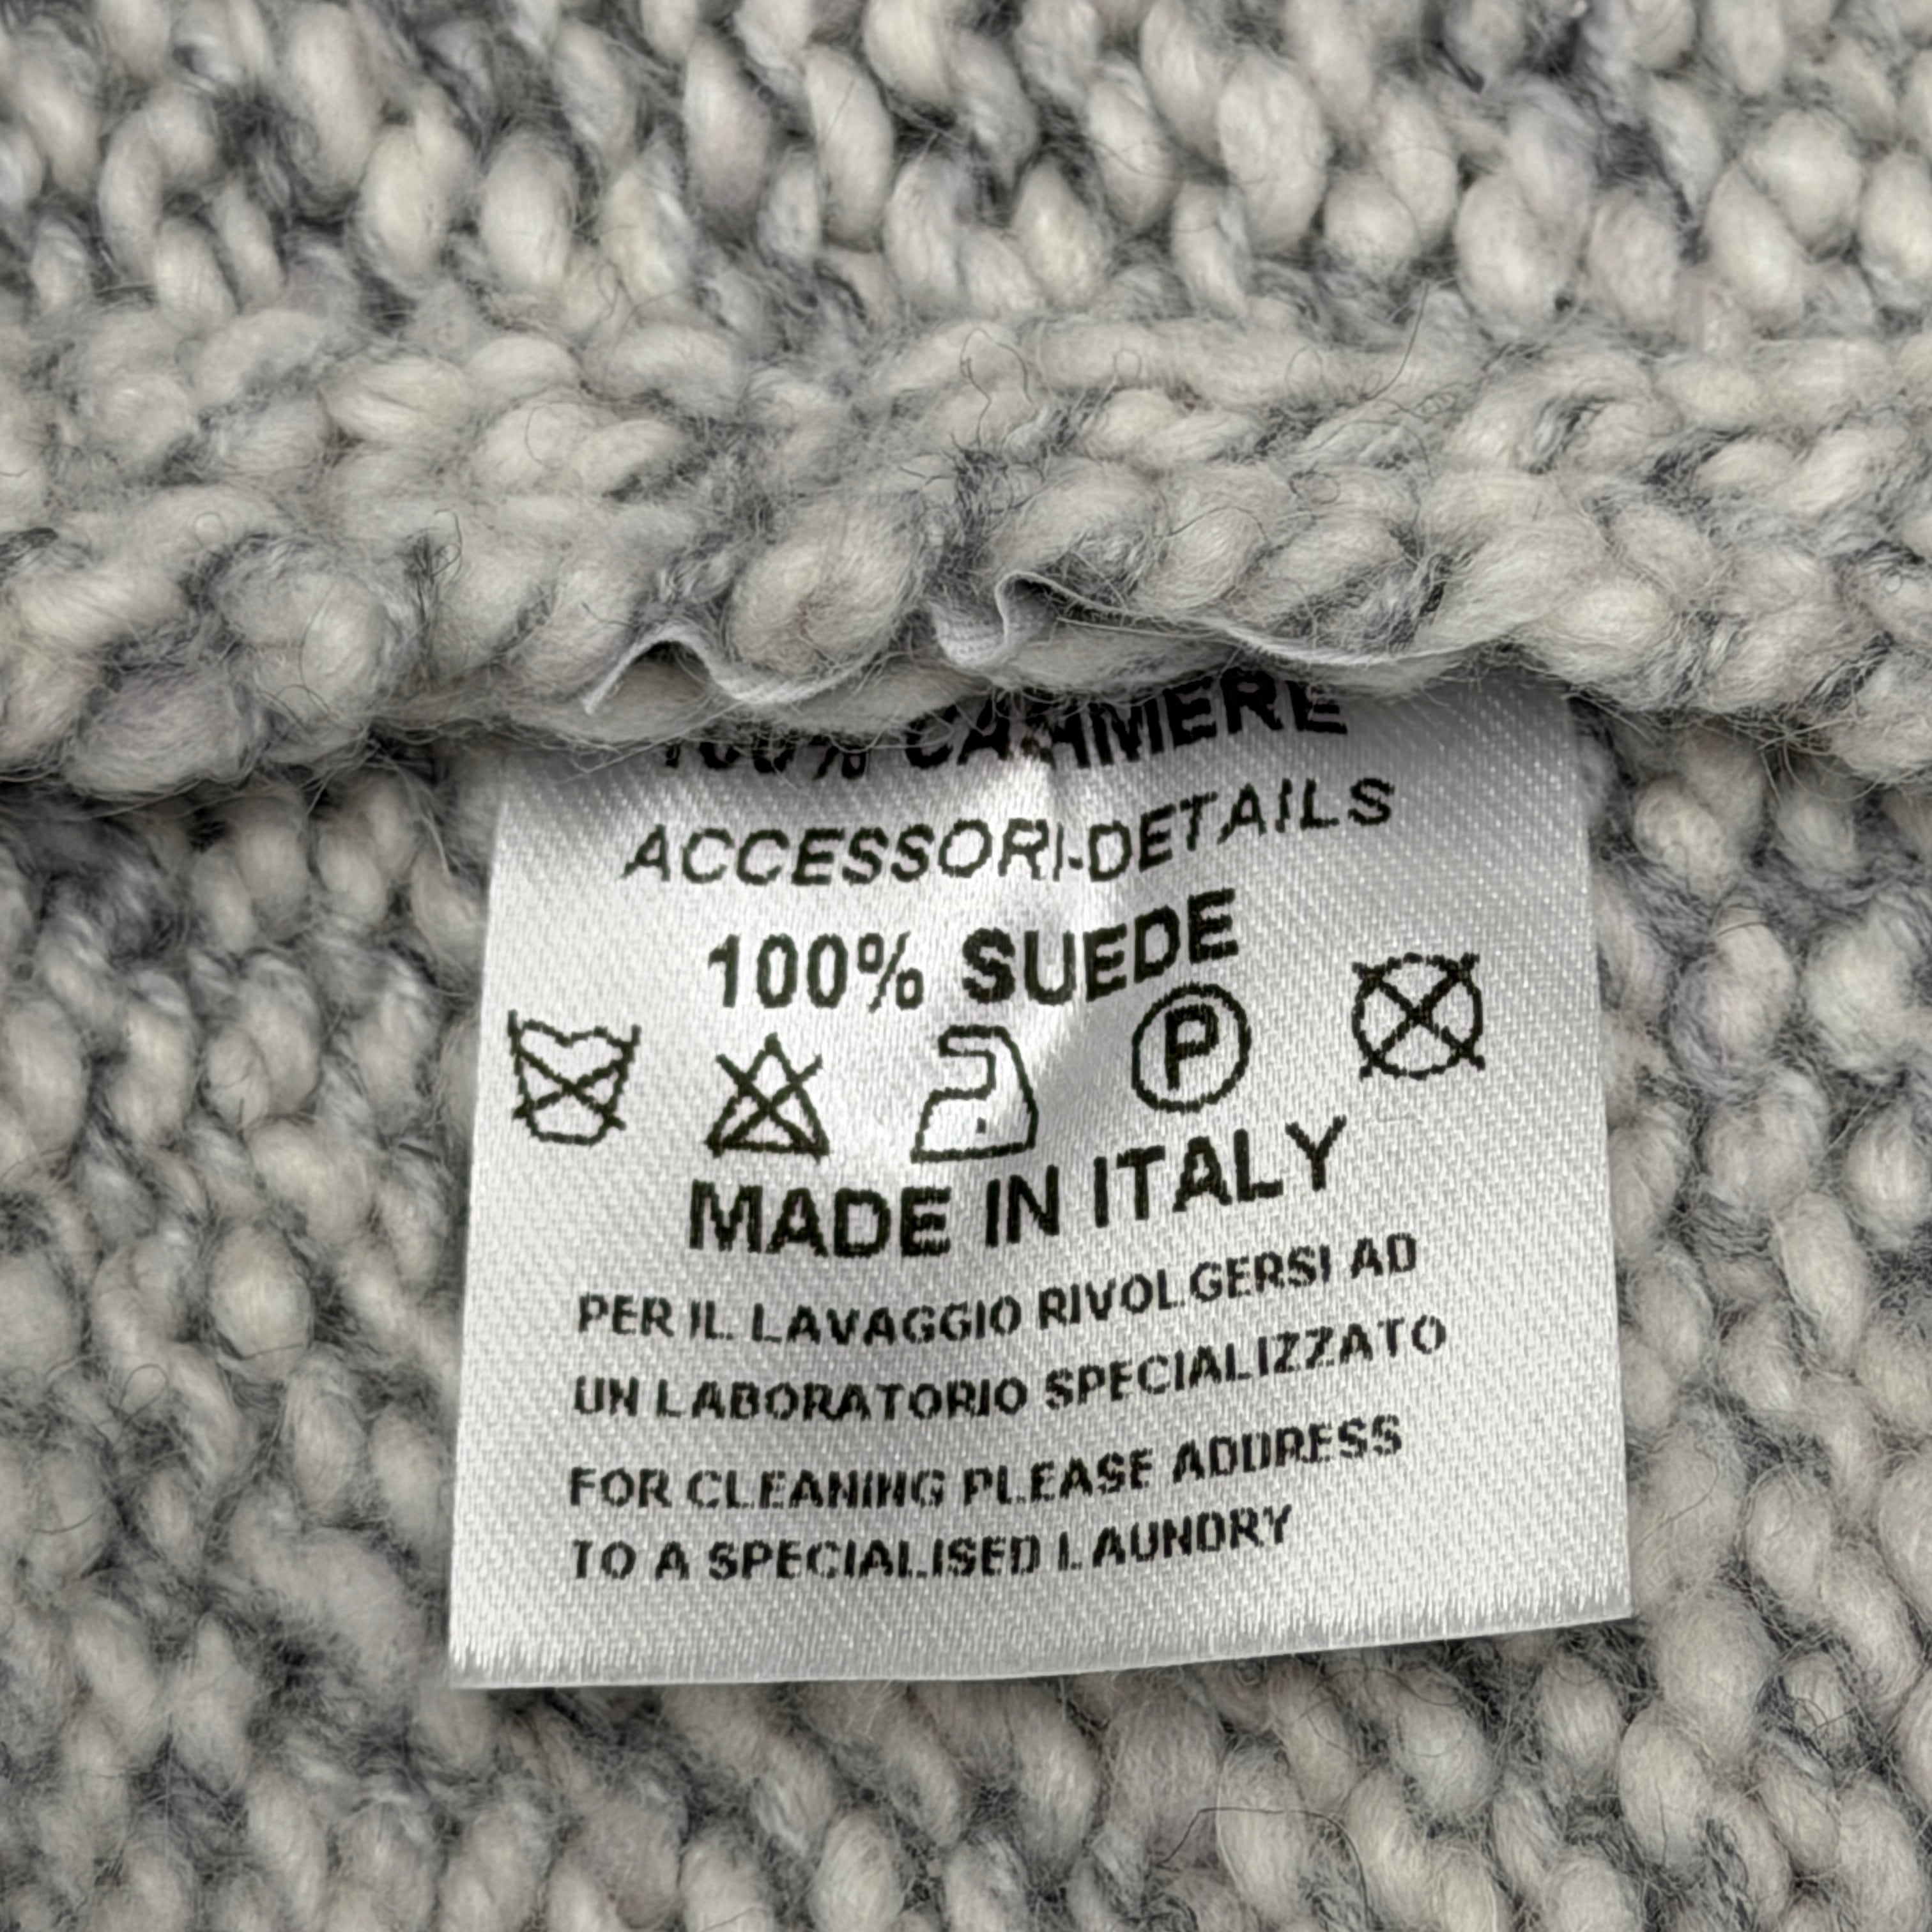 100% CASHMERE
ACCESSORI-DETAILS
100% SUEDE
P
MADE IN ITALY
PER IL LAVAGGIO RIVOLGERSI AD
UN LABORATORIO SPECIALIZZATO
FOR CLEANING PLEASE ADDRESS
TO A SPECIALISED LAUNDRY